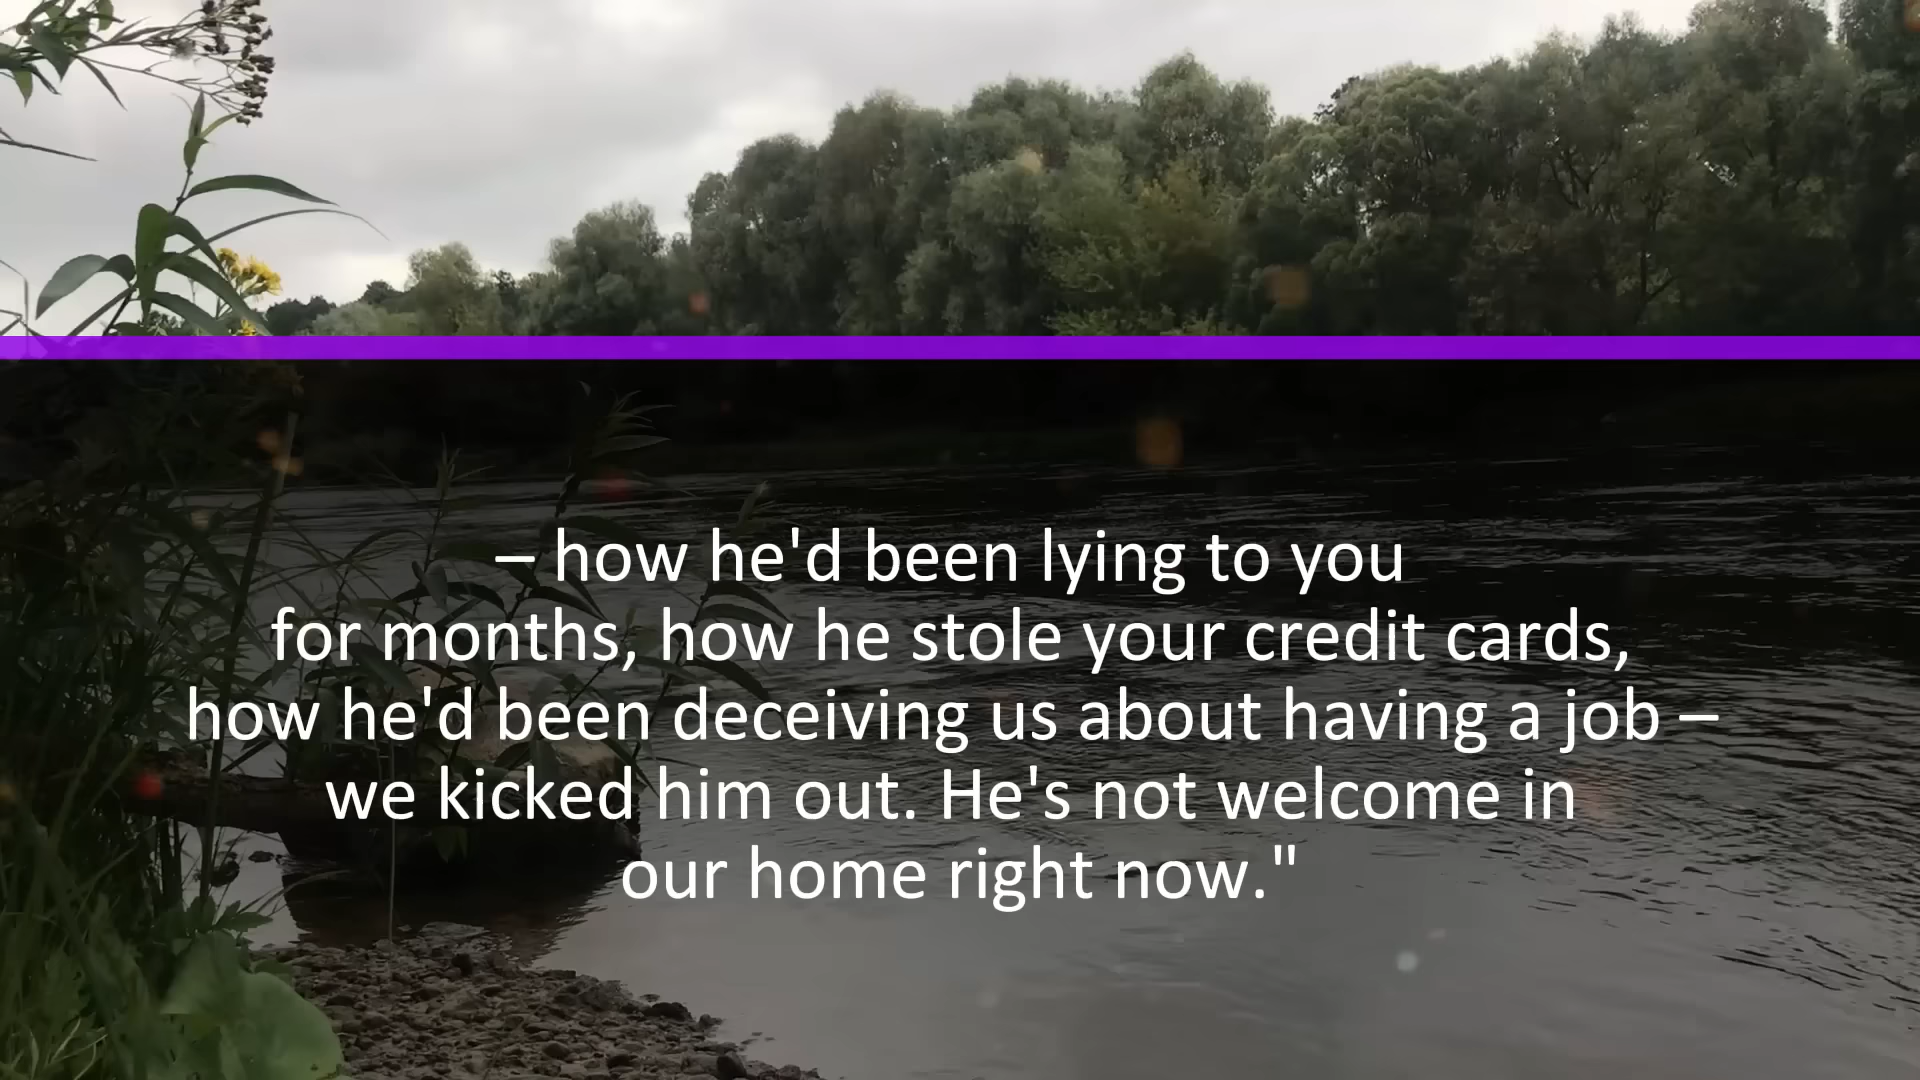 – how he'd been lying to you
for months, how he stole your credit cards,
how he'd been deceiving us about having a job –
we kicked him out. He's not welcome in
our home right now."